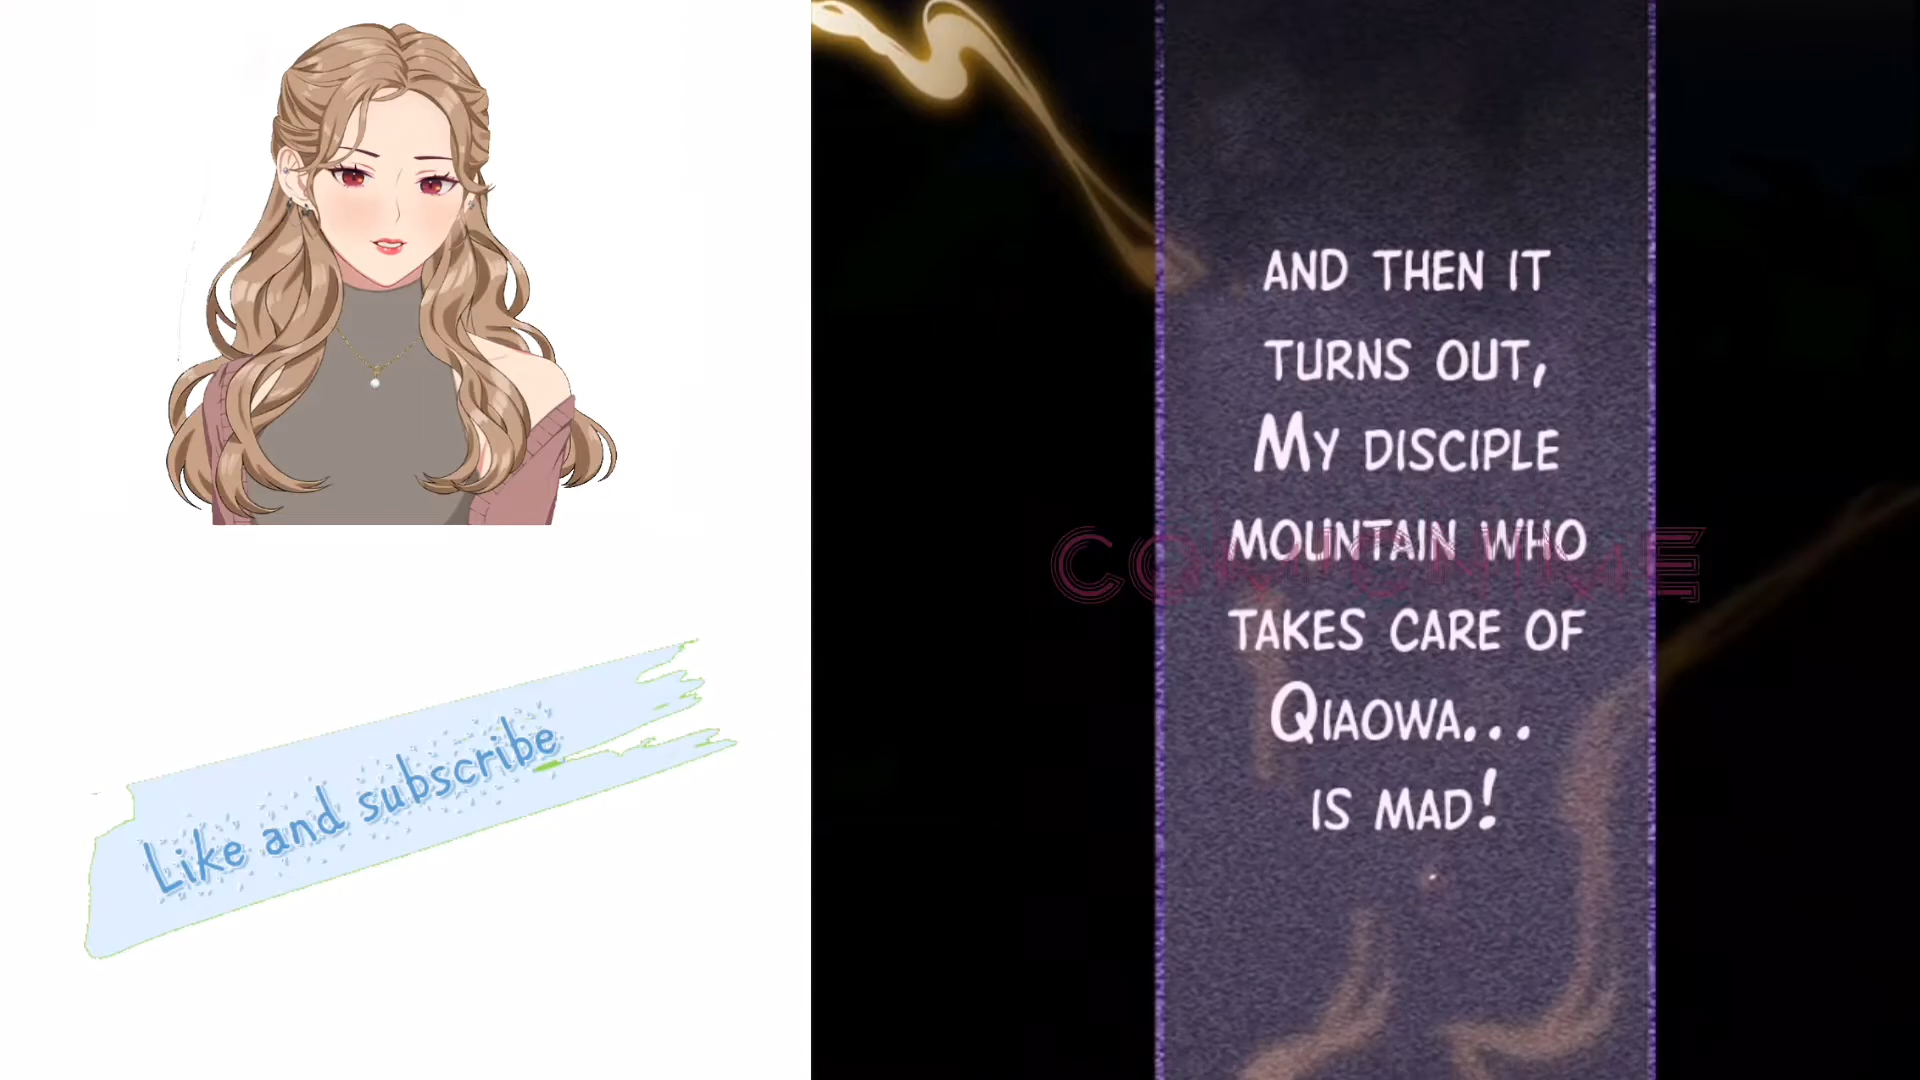 AND THEN IT
TURNS OUT,
MY DISCIPLE
MOUNTAIN WHO
TAKES CARE OF
QIAOWA...
IS MAD!
Like and subscribe